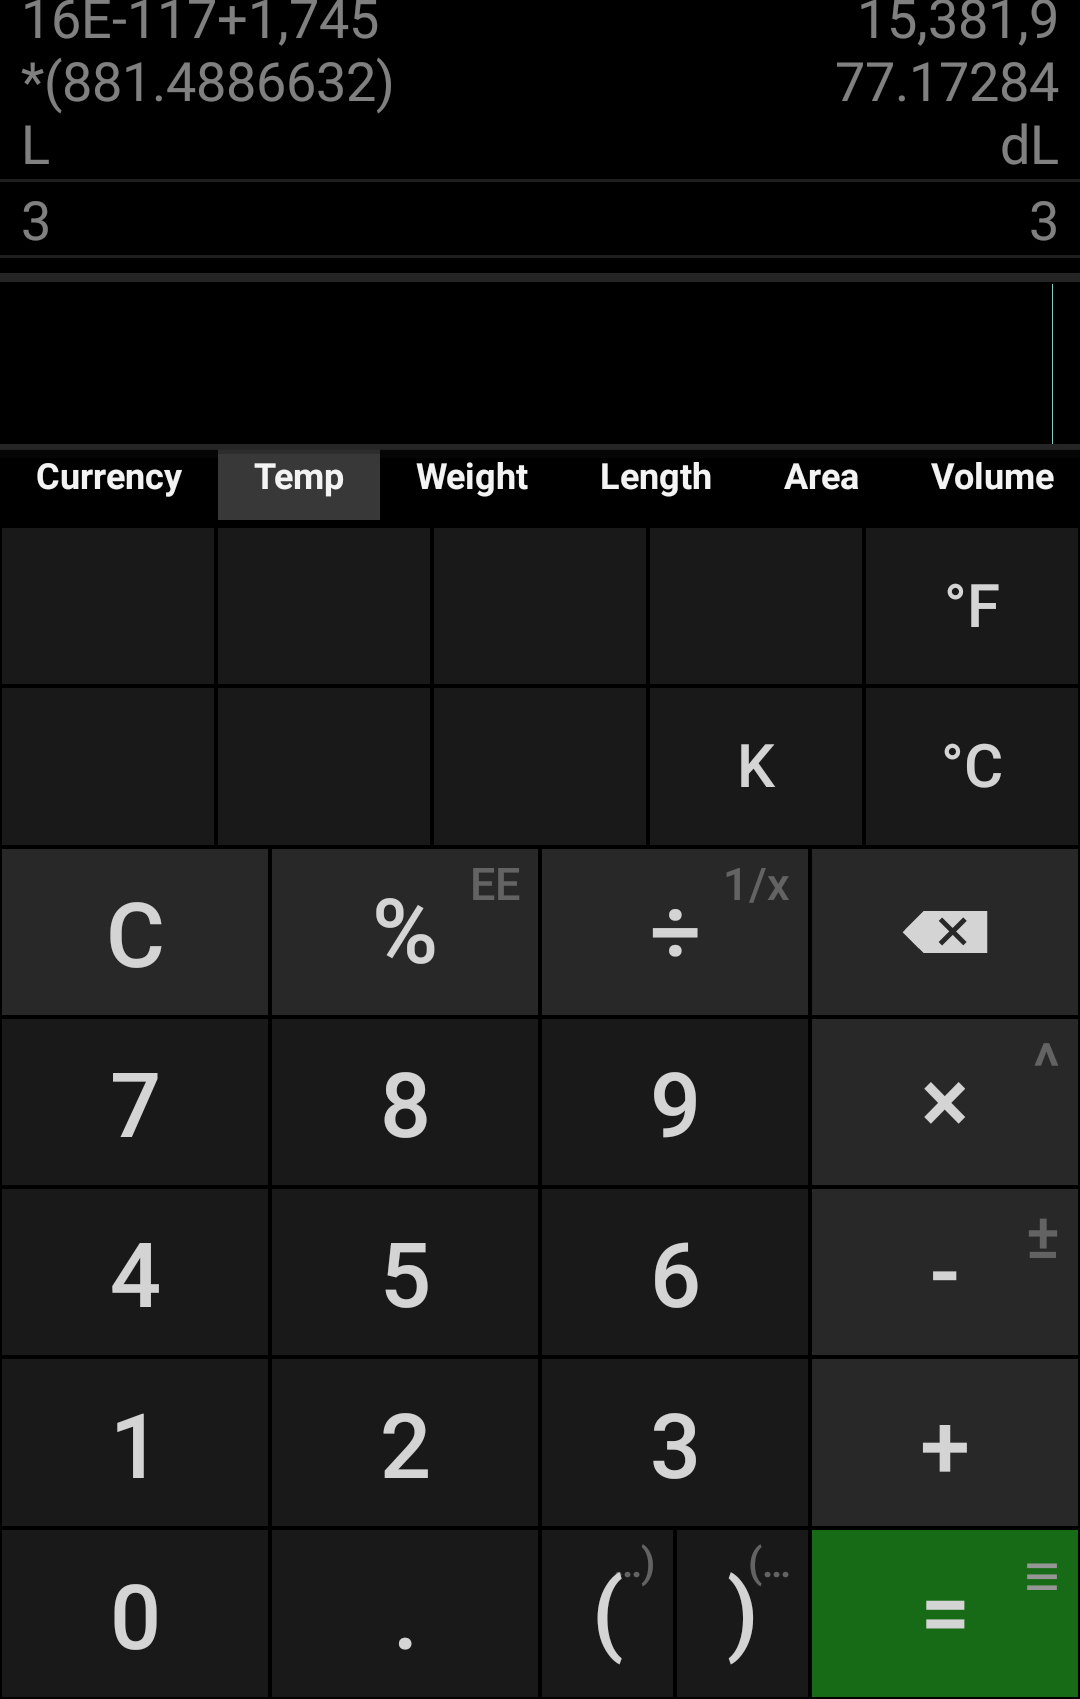 16E-117+1,745 15,381,9
*(881.4886632) 77.17284
L dL
3 3
Currency Temp Weight Length Area Volume
°F
K °C
C % EE ÷ 1/x
7 8 9 × ^
4 5 6 - ±
1 2 3 +
0 . ( ..) ) (... = ≡